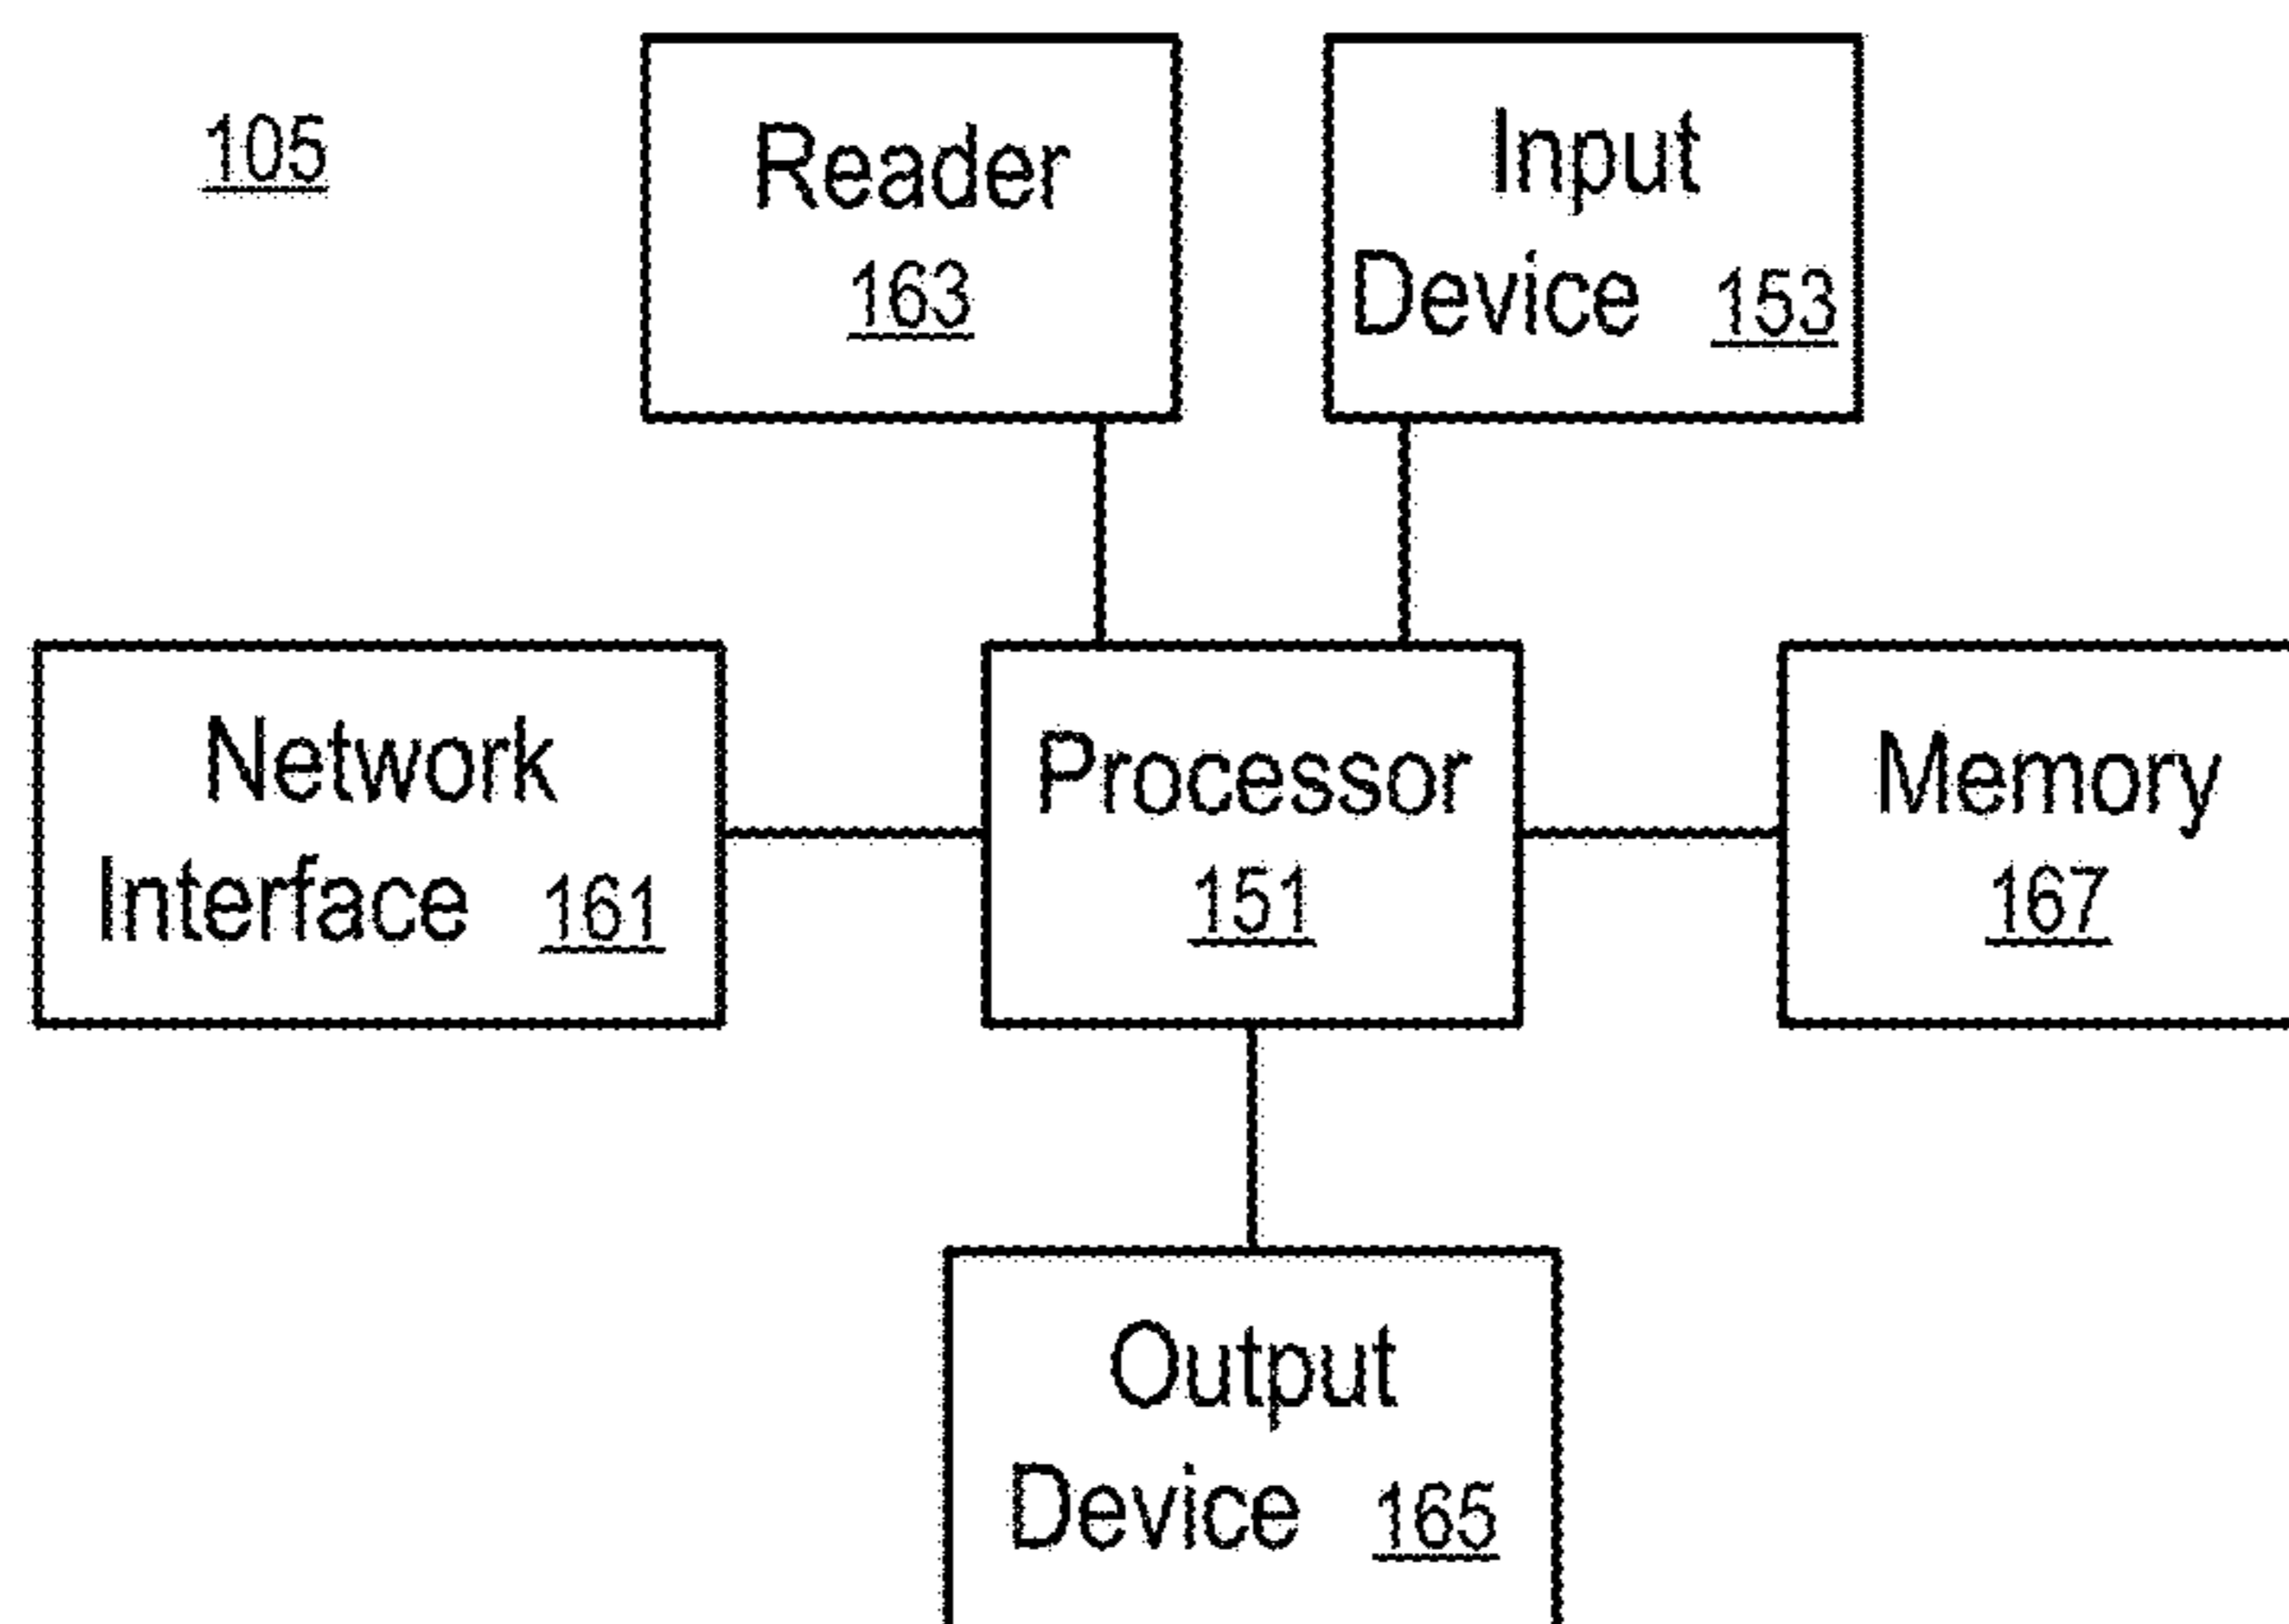 105
Reader
163
Input
Device 153
Network
Interface 161
Processor
151
Memory
167
Output
Device 165